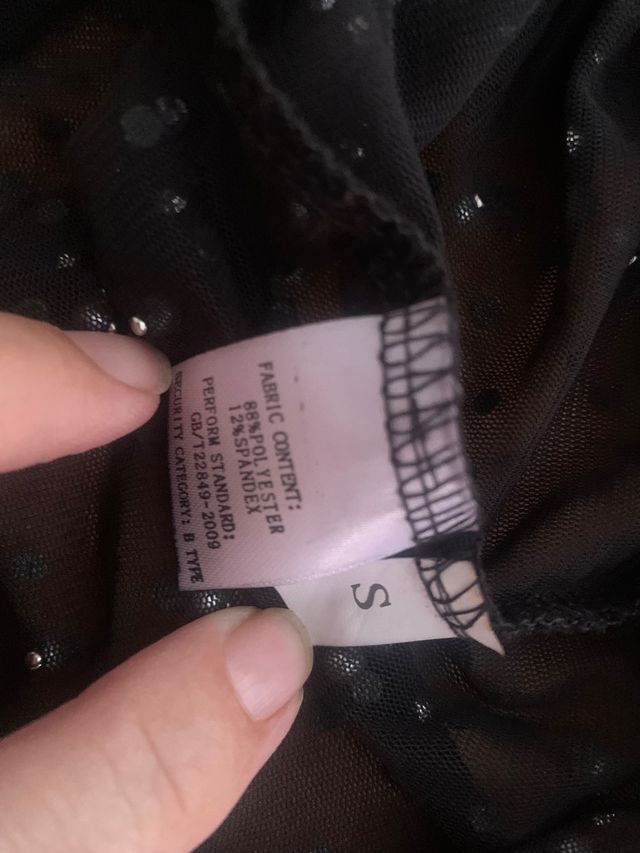 FABRIC CONTENT:
88%POLYESTER
12%SPANDEX
PERFORM STANDARD:
GB/T22849-2009
SECURITY CATEGORY: B TYPE
S